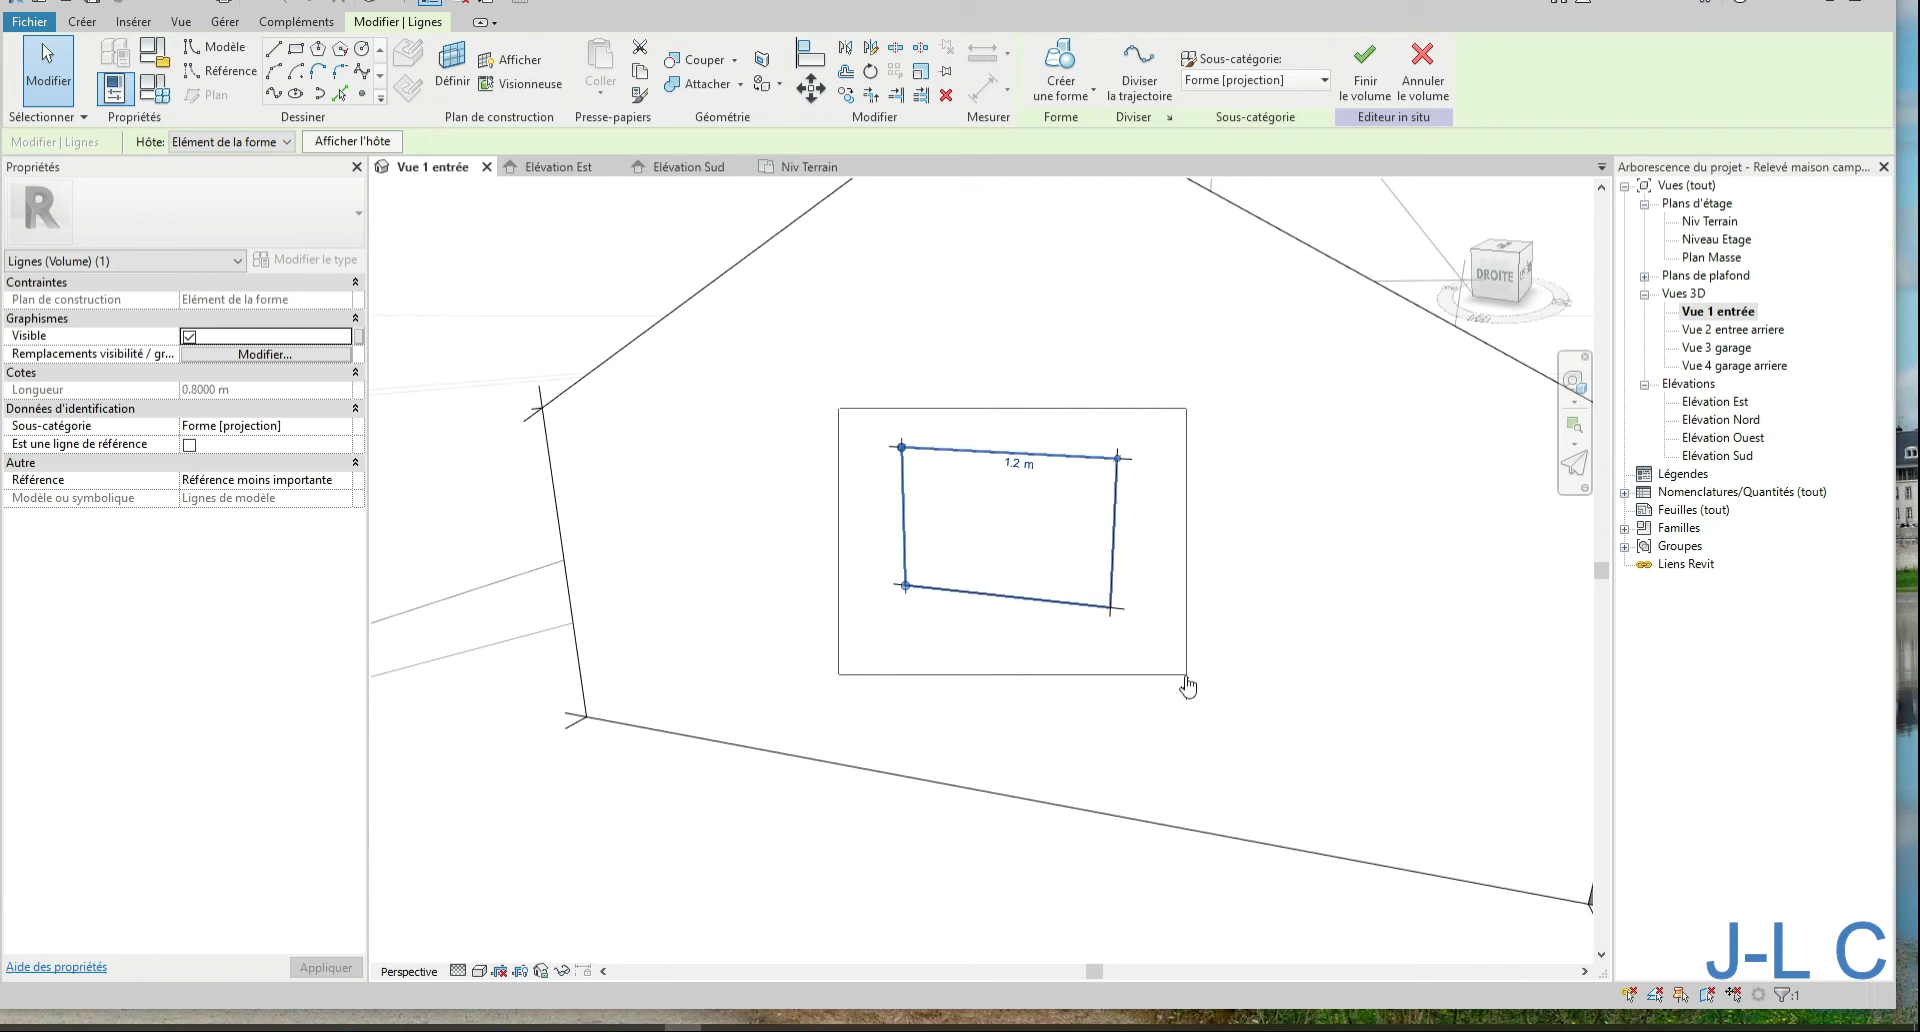 Fichier Créer Insérer Vue Gérer Compléments Modifier | Lignes
Modifier
Sélectionner
Propriétés
Modèle
Référence
Plan
Dessiner
Définir
Afficher
Visionneuse
Plan de construction
Coller
Presse-papiers
Couper
Attacher
Géométrie
Modifier
Mesurer
Créer
une forme
Forme
Diviser
la trajectoire
Diviser
Sous-catégorie:
Forme [projection]
Sous-catégorie
Finir
le volume
Annuler
le volume
Editeur in situ
Modifier | Lignes
Hôte: Elément de la forme
Afficher l'hôte
Propriétés
R
Lignes (Volume) (1)
Modifier le type
Contraintes
Plan de construction Elément de la forme
Graphismes
Visible
Remplacements visibilité / gr... Modifier...
Cotes
Longueur 0.8000 m
Données d'identification
Sous-catégorie Forme [projection]
Est une ligne de référence
Autre
Référence Référence moins importante
Modèle ou symbolique Lignes de modèle
Aide des propriétés
Appliquer
Vue 1 entrée
Elévation Est
Elévation Sud
Niv Terrain
DROITE
1.2 m
Perspective
Arborescence du projet - Relevé maison camp...
Vues (tout)
Plans d'étage
Niv Terrain
Niveau Etage
Plan Masse
Plans de plafond
Vues 3D
Vue 1 entrée
Vue 2 entree arriere
Vue 3 garage
Vue 4 garage arriere
Elévations
Elévation Est
Elévation Nord
Elévation Ouest
Elévation Sud
Légendes
Nomenclatures/Quantités (tout)
Feuilles (tout)
Familles
Groupes
Liens Revit
J-L C
:1